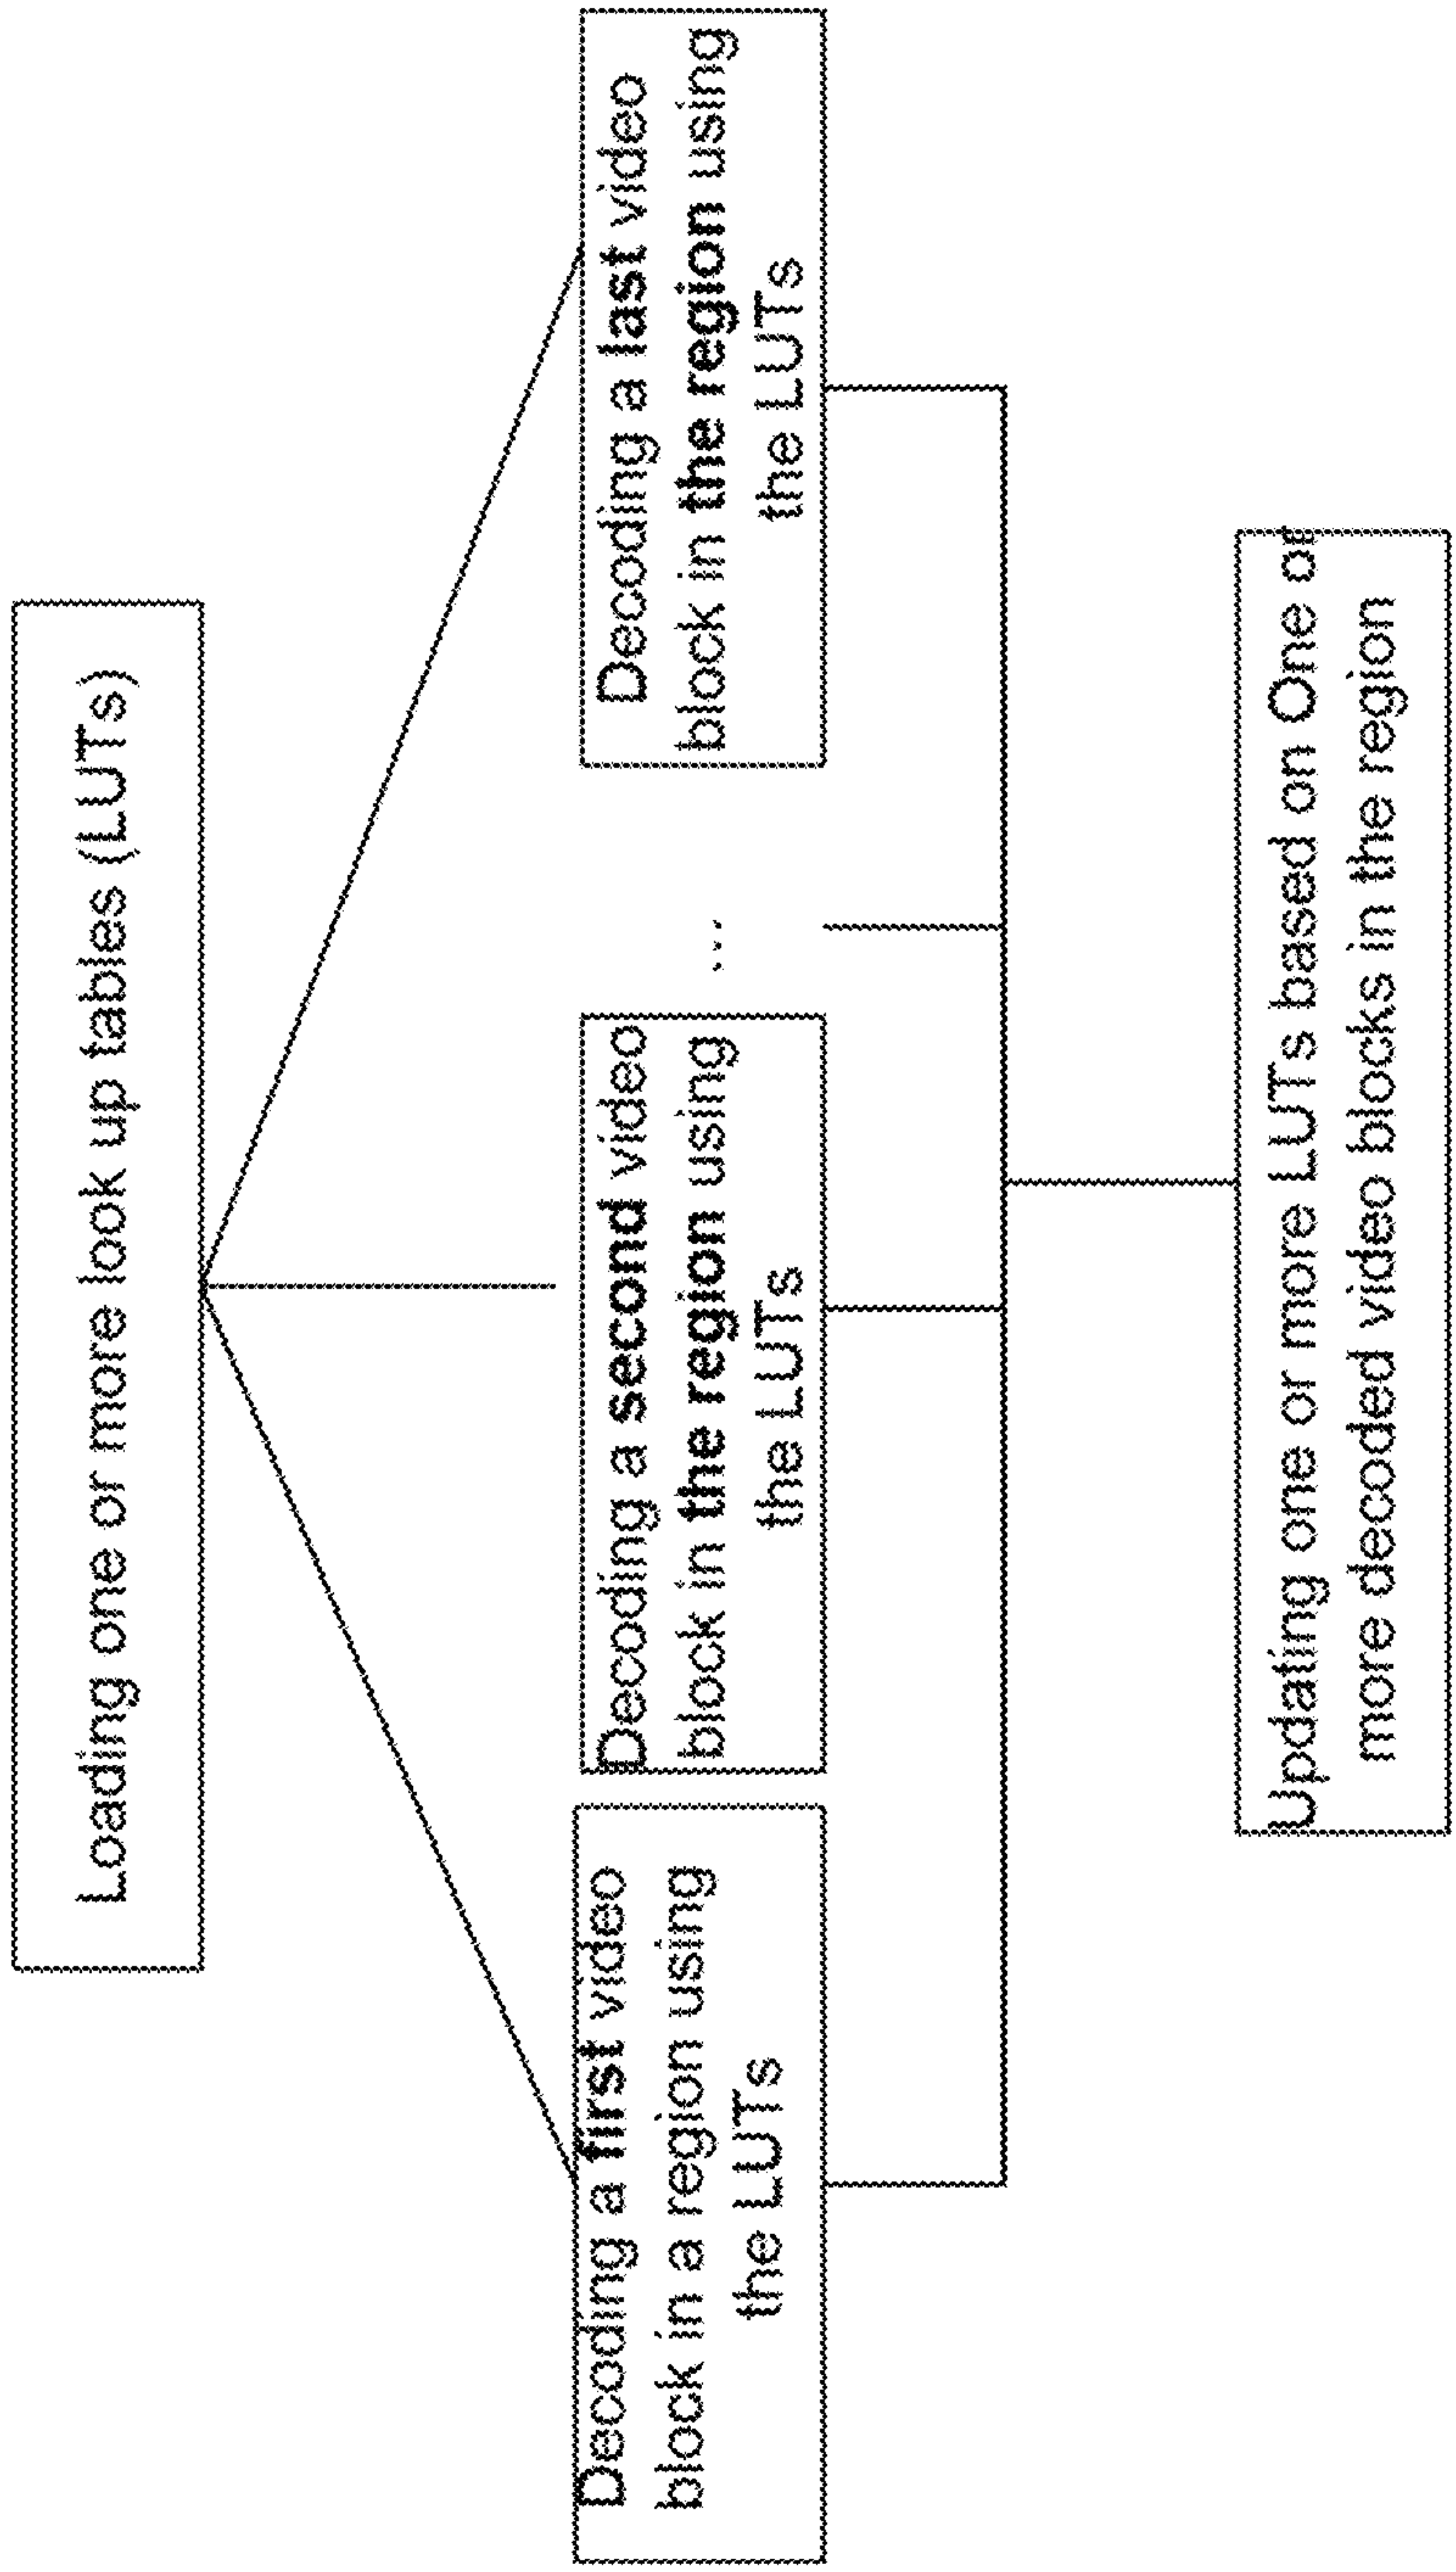 Loading one or more look up tables (LUTs)
Decoding a first video
block in a region using
the LUTs
Decoding a second video
block in the region using
the LUTs
...
Decoding a last video
block in the region using
the LUTs
Updating one or more LUTs based on One or
more decoded video blocks in the region